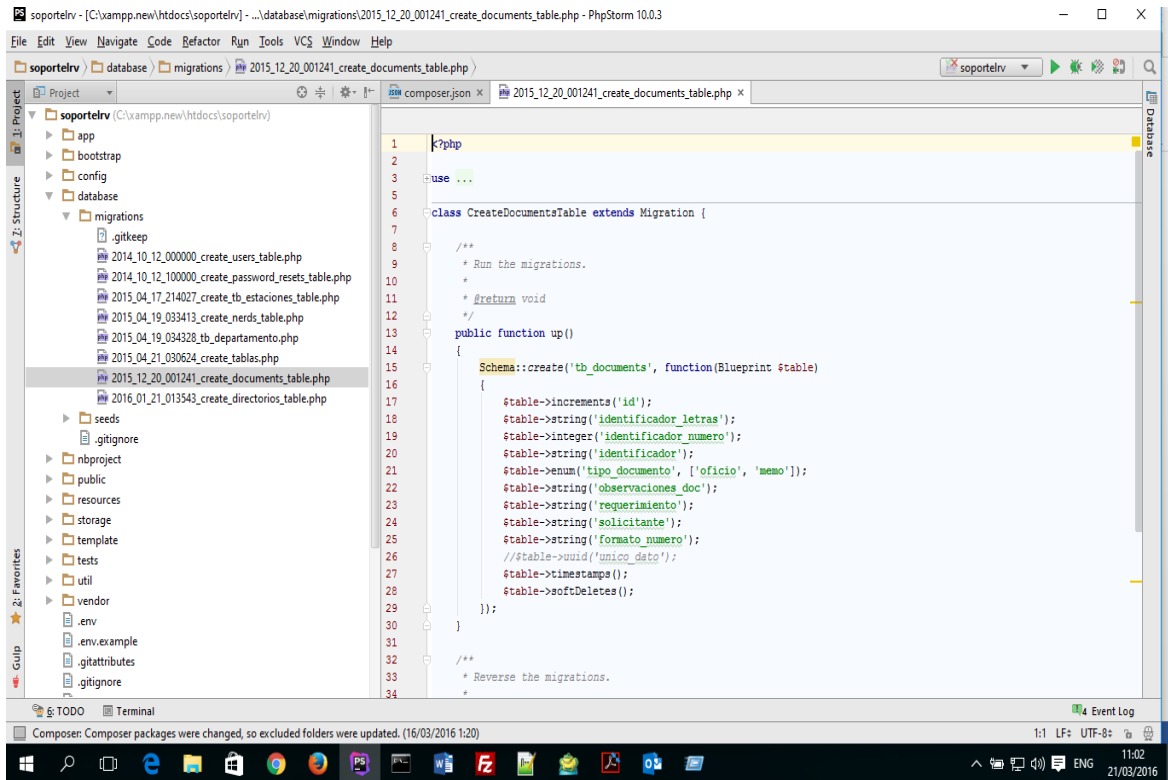 soportelrv - [C:\xampp.new\htdocs\soportelrv] - ...\database\migrations\2015_12_20_001241_create_documents_table.php - PhpStorm 10.0.3
File Edit View Navigate Code Refactor Run Tools VCS Window Help
soportelrv database migrations 2015_12_20_001241_create_documents_table.php soportelrv
1: Project
Z: Structure
2: Favorites
Gulp
Project
soportelrv (C:\xampp.new\htdocs\soportelrv)
app
bootstrap
config
database
migrations
.gitkeep
2014_10_12_000000_create_users_table.php
2014_10_12_100000_create_password_resets_table.php
2015_04_17_214027_create_tb_estaciones_table.php
2015_04_19_033413_create_nerds_table.php
2015_04_19_034328_tb_departamento.php
2015_04_21_030624_create_tablas.php
2015_12_20_001241_create_documents_table.php
2016_01_21_013543_create_directorios_table.php
seeds
.gitignore
nbproject
public
resources
storage
template
tests
util
vendor
.env
.env.example
.gitattributes
.gitignore
composer.json 2015_12_20_001241_create_documents_table.php
1 <?php
2
3 use ...
5
6 class CreateDocumentsTable extends Migration {
7
8 /**
9 * Run the migrations.
10 *
11 * @return void
12 */
13 public function up()
14 {
15 Schema::create('tb_documents', function(Blueprint $table)
16 {
17 $table->increments('id');
18 $table->string('identificador_letras');
19 $table->integer('identificador_numero');
20 $table->string('identificador');
21 $table->enum('tipo_documento', ['oficio', 'memo']);
22 $table->string('observaciones_doc');
23 $table->string('requerimiento');
24 $table->string('solicitante');
25 $table->string('formato_numero');
26 //$table->uuid('unico_dato');
27 $table->timestamps();
28 $table->softDeletes();
29 });
30 }
31
32 /**
33 * Reverse the migrations.
34 *
Database
6: TODO Terminal 4 Event Log
Composer: Composer packages were changed, so excluded folders were updated. (16/03/2016 1:20) 1:1 LF UTF-8
ENG 11:02
21/03/2016